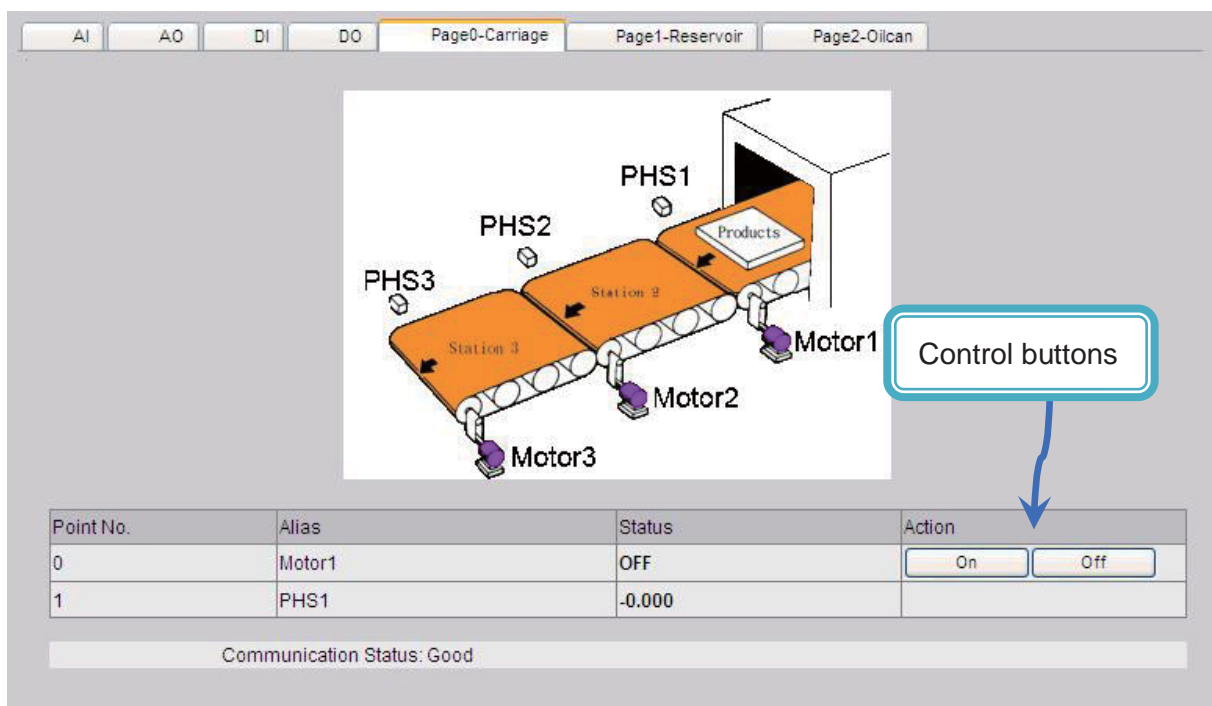 AI AO DI DO Page0-Carriage Page1-Reservoir Page2-Oilcan
PHS1
PHS2
Products
PHS3
Station 2
Motor1
Control buttons
Station 3
Motor2
Motor3
Point No. Alias Status Action
0 Motor1 OFF On Off
1 PHS1 -0.000
Communication Status: Good